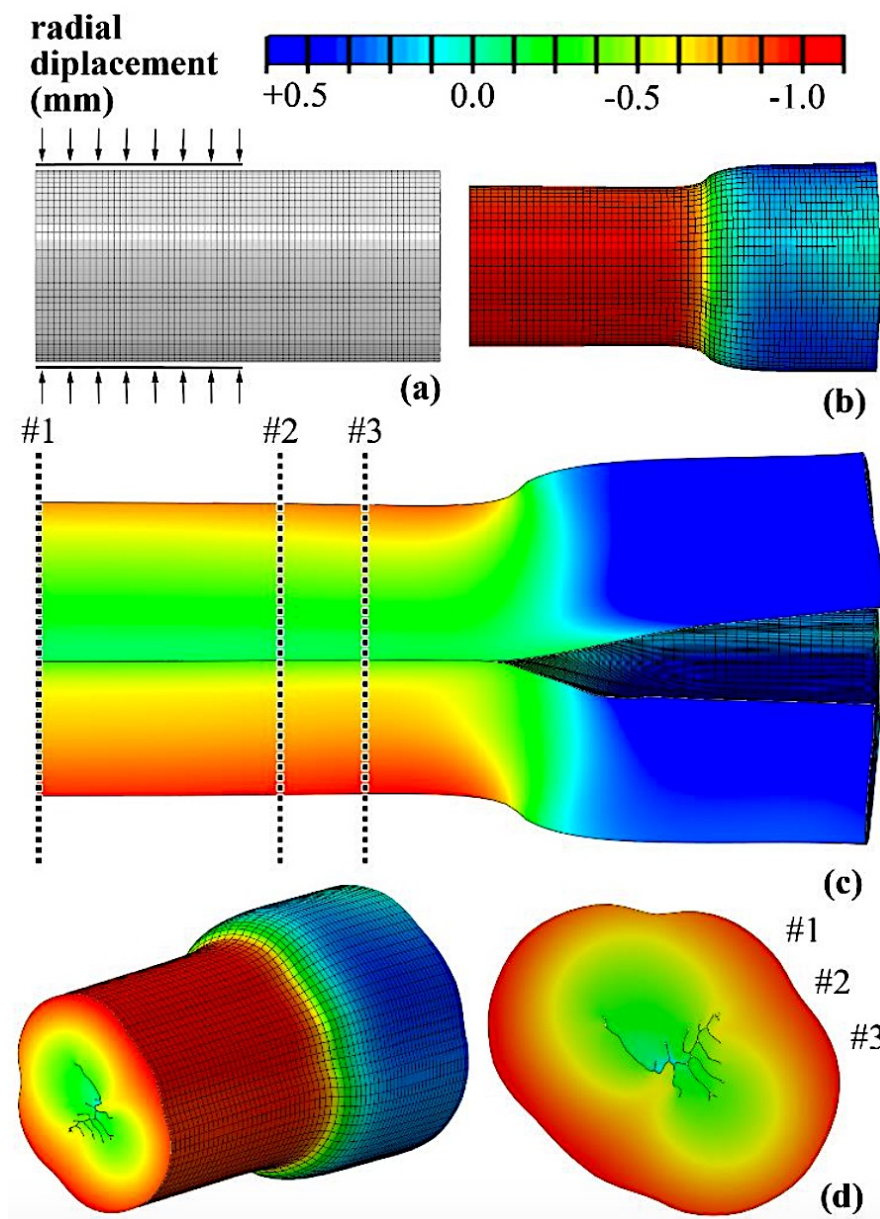 radial
diplacement
(mm)
+0.5 0.0 -0.5 -1.0
(a)
(b)
#1 #2 #3
(c)
#1
#2
#3
(d)